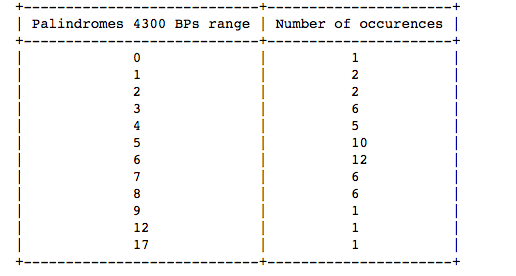 +----------------------------+----------------------+
| Palindromes 4300 BPs range | Number of occurences |
+----------------------------+----------------------+
| 0 | 1 |
| 1 | 2 |
| 2 | 2 |
| 3 | 6 |
| 4 | 5 |
| 5 | 10 |
| 6 | 12 |
| 7 | 6 |
| 8 | 6 |
| 9 | 1 |
| 12 | 1 |
| 17 | 1 |
+----------------------------+----------------------+